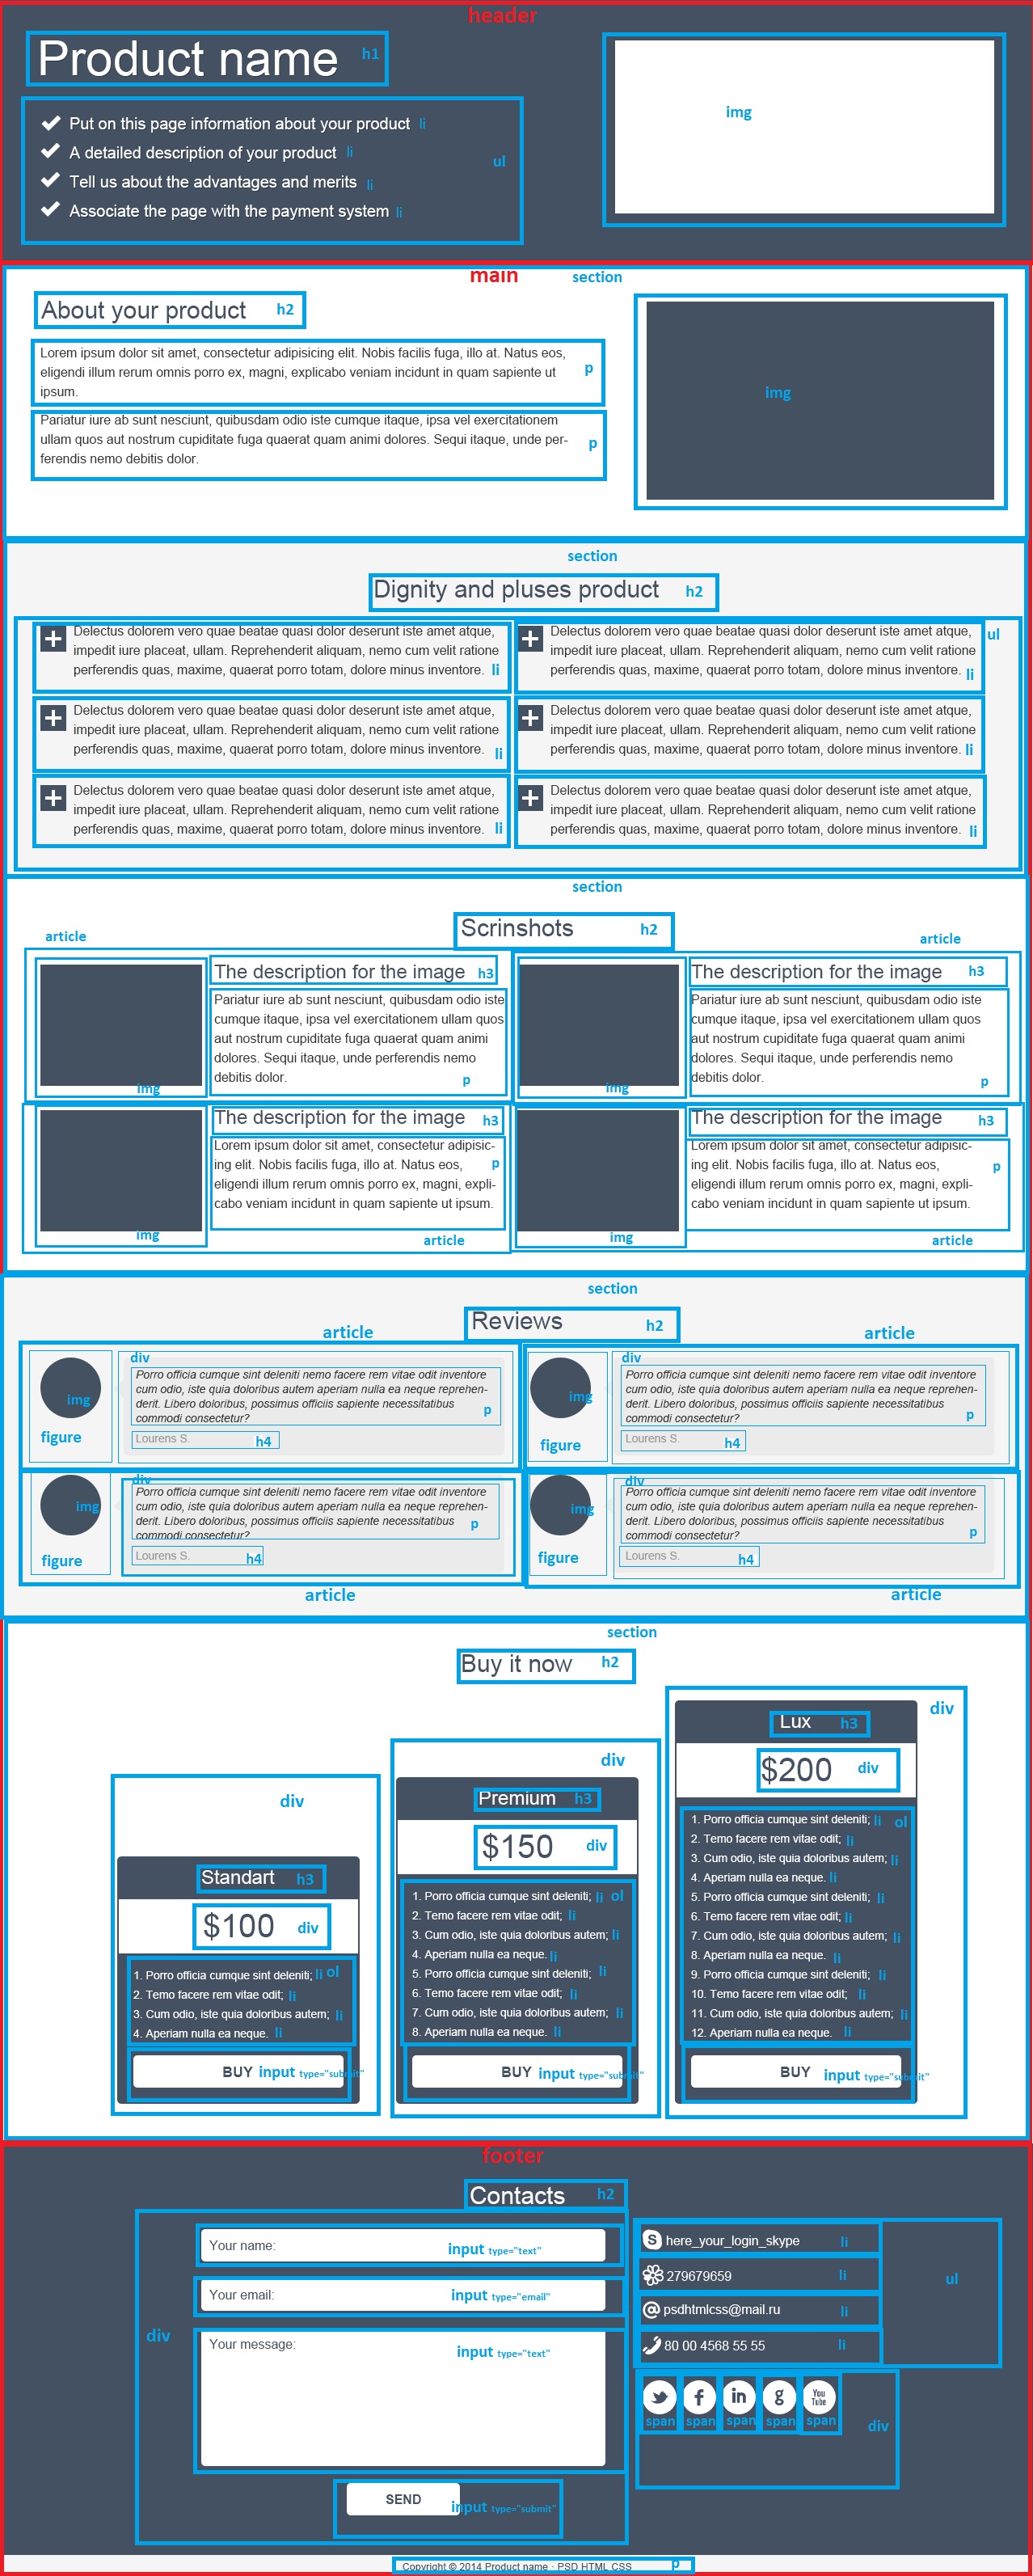 header
Product name h1
img
Put on this page information about your product li
A detailed description of your product li
ul
Tell us about the advantages and merits li
Associate the page with the payment system li
main section
About your product h2
Lorem ipsum dolor sit amet, consectetur adipisicing elit. Nobis facilis fuga, illo at. Natus eos,
eligendi illum rerum omnis porro ex, magni, explicabo veniam incidunt in quam sapiente ut
ipsum.
p
img
Pariatur iure ab sunt nesciunt, quibusdam odio iste cumque itaque, ipsa vel exercitationem
ullam quos aut nostrum cupiditate fuga quaerat quam animi dolores. Sequi itaque, unde per-
ferendis nemo debitis dolor.
p
section
Dignity and pluses product h2
ul
Delectus dolorem vero quae beatae quasi dolor deserunt iste amet atque,
impedit iure placeat, ullam. Reprehenderit aliquam, nemo cum velit ratione
perferendis quas, maxime, quaerat porro totam, dolore minus inventore. li
Delectus dolorem vero quae beatae quasi dolor deserunt iste amet atque,
impedit iure placeat, ullam. Reprehenderit aliquam, nemo cum velit ratione
perferendis quas, maxime, quaerat porro totam, dolore minus inventore. li
Delectus dolorem vero quae beatae quasi dolor deserunt iste amet atque,
impedit iure placeat, ullam. Reprehenderit aliquam, nemo cum velit ratione
perferendis quas, maxime, quaerat porro totam, dolore minus inventore. li
Delectus dolorem vero quae beatae quasi dolor deserunt iste amet atque,
impedit iure placeat, ullam. Reprehenderit aliquam, nemo cum velit ratione
perferendis quas, maxime, quaerat porro totam, dolore minus inventore. li
Delectus dolorem vero quae beatae quasi dolor deserunt iste amet atque,
impedit iure placeat, ullam. Reprehenderit aliquam, nemo cum velit ratione
perferendis quas, maxime, quaerat porro totam, dolore minus inventore. li
Delectus dolorem vero quae beatae quasi dolor deserunt iste amet atque,
impedit iure placeat, ullam. Reprehenderit aliquam, nemo cum velit ratione
perferendis quas, maxime, quaerat porro totam, dolore minus inventore. li
section
Scrinshots h2
article
The description for the image h3
Pariatur iure ab sunt nesciunt, quibusdam odio iste
cumque itaque, ipsa vel exercitationem ullam quos
aut nostrum cupiditate fuga quaerat quam animi
dolores. Sequi itaque, unde perferendis nemo
debitis dolor. p
img
article
The description for the image h3
Pariatur iure ab sunt nesciunt, quibusdam odio iste
cumque itaque, ipsa vel exercitationem ullam quos
aut nostrum cupiditate fuga quaerat quam animi
dolores. Sequi itaque, unde perferendis nemo
debitis dolor. p
img
The description for the image h3
Lorem ipsum dolor sit amet, consectetur adipisic-
ing elit. Nobis facilis fuga, illo at. Natus eos, p
eligendi illum rerum omnis porro ex, magni, expli-
cabo veniam incidunt in quam sapiente ut ipsum.
img
article
The description for the image h3
Lorem ipsum dolor sit amet, consectetur adipisic-
ing elit. Nobis facilis fuga, illo at. Natus eos, p
eligendi illum rerum omnis porro ex, magni, expli-
cabo veniam incidunt in quam sapiente ut ipsum.
img
article
section
Reviews h2
article
div
Porro officia cumque sint deleniti nemo facere rem vitae odit inventore
cum odio, iste quia doloribus autem aperiam nulla ea neque reprehen-
derit. Libero doloribus, possimus officiis sapiente necessitatibus
commodi consectetur?
img
p
figure
Lourens S. h4
article
div
Porro officia cumque sint deleniti nemo facere rem vitae odit inventore
cum odio, iste quia doloribus autem aperiam nulla ea neque reprehen-
derit. Libero doloribus, possimus officiis sapiente necessitatibus
commodi consectetur?
img
p
figure
Lourens S. h4
div
Porro officia cumque sint deleniti nemo facere rem vitae odit inventore
cum odio, iste quia doloribus autem aperiam nulla ea neque reprehen-
derit. Libero doloribus, possimus officiis sapiente necessitatibus
commodi consectetur?
img
p
figure
Lourens S. h4
article
div
Porro officia cumque sint deleniti nemo facere rem vitae odit inventore
cum odio, iste quia doloribus autem aperiam nulla ea neque reprehen-
derit. Libero doloribus, possimus officiis sapiente necessitatibus
commodi consectetur?
img
p
figure
Lourens S. h4
article
section
Buy it now h2
div
Standart h3
$100 div
1. Porro officia cumque sint deleniti; li ol
2. Temo facere rem vitae odit; li
3. Cum odio, iste quia doloribus autem; li
4. Aperiam nulla ea neque. li
BUY input type="submit"
div
Premium h3
$150 div
1. Porro officia cumque sint deleniti; li ol
2. Temo facere rem vitae odit; li
3. Cum odio, iste quia doloribus autem; li
4. Aperiam nulla ea neque. li
5. Porro officia cumque sint deleniti; li
6. Temo facere rem vitae odit; li
7. Cum odio, iste quia doloribus autem; li
8. Aperiam nulla ea neque. li
BUY input type="submit"
div
Lux h3
$200 div
1. Porro officia cumque sint deleniti; li ol
2. Temo facere rem vitae odit; li
3. Cum odio, iste quia doloribus autem; li
4. Aperiam nulla ea neque. li
5. Porro officia cumque sint deleniti; li
6. Temo facere rem vitae odit; li
7. Cum odio, iste quia doloribus autem; li
8. Aperiam nulla ea neque. li
9. Porro officia cumque sint deleniti; li
10. Temo facere rem vitae odit; li
11. Cum odio, iste quia doloribus autem; li
12. Aperiam nulla ea neque. li
BUY input type="submit"
footer
Contacts h2
Your name: input type="text"
Your email: input type="email"
div
Your message: input type="text"
SEND input type="submit"
here_your_login_skype li
279679659 li
ul
psdhtmlcss@mail.ru li
80 00 4568 55 55 li
f in g You Tube
span span span span span
div
Copyright © 2014 Product name · PSD HTML CSS p